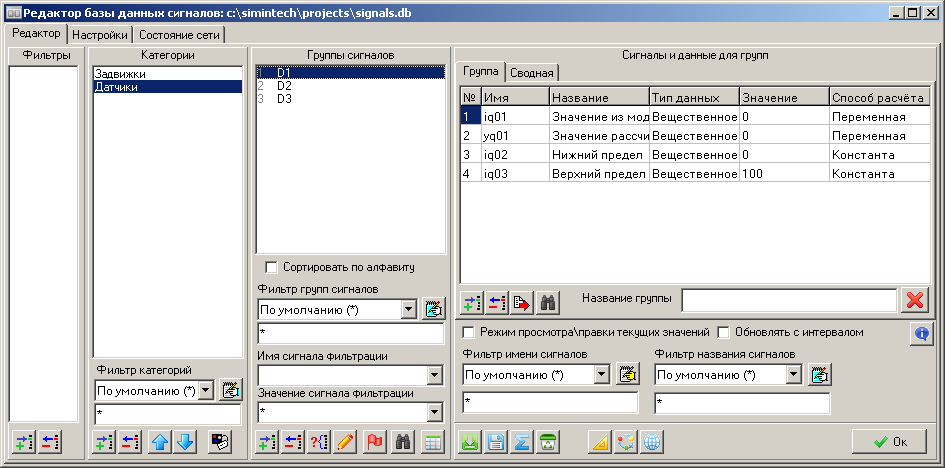 Редактор базы данных сигналов: c:\simintech\projects\signals.db
Редактор Настройки Состояние сети
Фильтры
Категории
Задвижки
Датчики
Фильтр категорий
По умолчанию (*)
*
Группы сигналов
1 D1
2 D2
3 D3
Сортировать по алфавиту
Фильтр групп сигналов
По умолчанию (*)
*
Имя сигнала фильтрации
Значение сигнала фильтрации
*
Сигналы и данные для групп
Группа Сводная
№ Имя Название Тип данных Значение Способ расчёта
1 iq01 Значение из мод Вещественное 0 Переменная
2 yq01 Значение рассчи Вещественное 0 Переменная
3 iq02 Нижний предел Вещественное 0 Константа
4 iq03 Верхний предел Вещественное 100 Константа
Название группы
Режим просмотра\правки текущих значений Обновлять с интервалом
Фильтр имени сигналов Фильтр названия сигналов
По умолчанию (*) По умолчанию (*)
* *
Ок